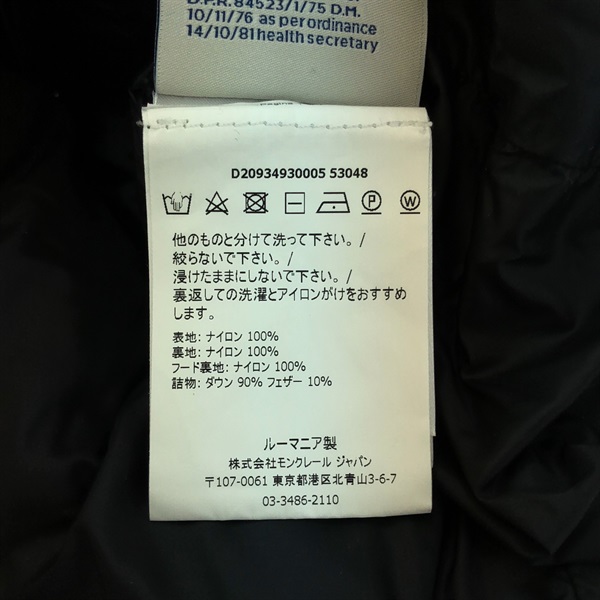 D.P.R. 84523/1/75 D.M.
10/11/76 as per ordinance
14/10/81 health secretary
D20934930005 53048
P W
他のものと分けて洗って下さい。/
絞らないで下さい。/
浸けたままにしないで下さい。/
裏返しての洗濯とアイロンがけをおすすめ
します。
表地: ナイロン 100%
裏地: ナイロン 100%
フード裏地: ナイロン 100%
詰物: ダウン 90% フェザー 10%
ルーマニア製
株式会社モンクレール ジャパン
〒107-0061 東京都港区北青山3-6-7
03-3486-2110